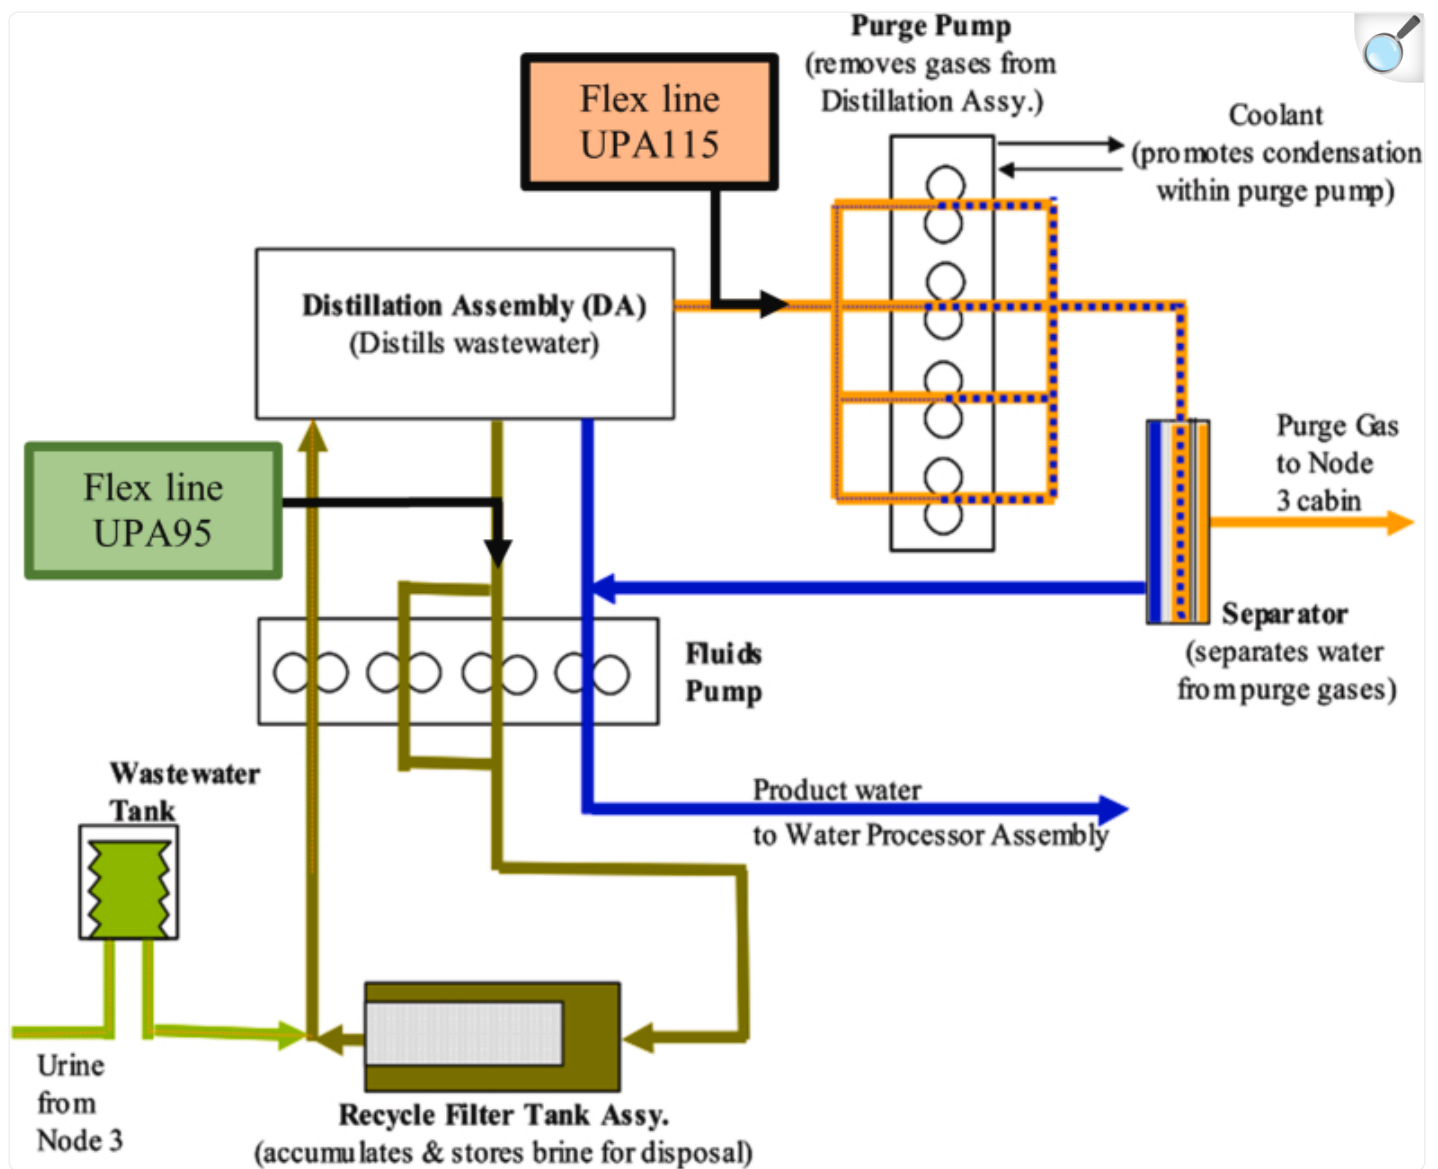 Purge Pump
(removes gases from
Distillation Assy.)
Flex line
UPA115
Coolant
(promotes condensation
within purge pump)
Distillation Assembly (DA)
(Distills wastewater)
Flex line
UPA95
Purge Gas
to Node
3 cabin
Separator
(separates water
from purge gases)
Fluids
Pump
Wastewater
Tank
Product water
to Water Processor Assembly
Urine
from
Node 3
Recycle Filter Tank Assy.
(accumulates & stores brine for disposal)